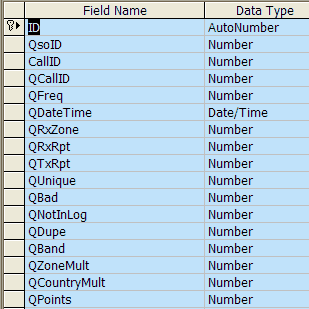 Field Name Data Type
ID AutoNumber
QsoID Number
CallID Number
QCallID Number
QFreq Number
QDateTime Date/Time
QRxZone Number
QRxRpt Number
QTxRpt Number
QUnique Number
QBad Number
QNotInLog Number
QDupe Number
QBand Number
QZoneMult Number
QCountryMult Number
QPoints Number